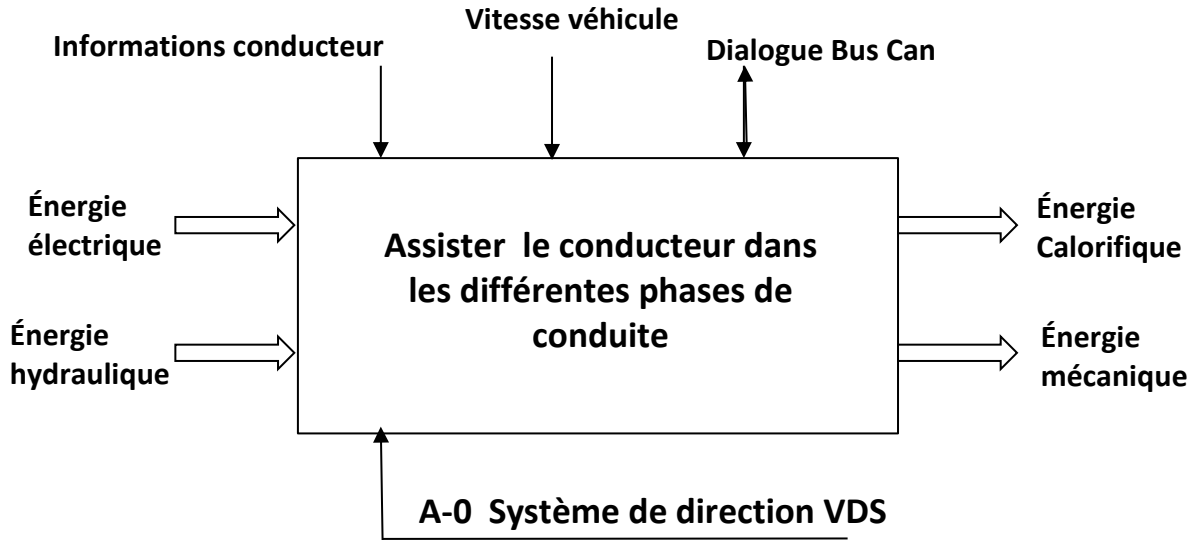 Vitesse véhicule
Informations conducteur
Dialogue Bus Can
Énergie
électrique
Assister le conducteur dans
les différentes phases de
conduite
Énergie
Calorifique
Énergie
hydraulique
Énergie
mécanique
A-0 Système de direction VDS